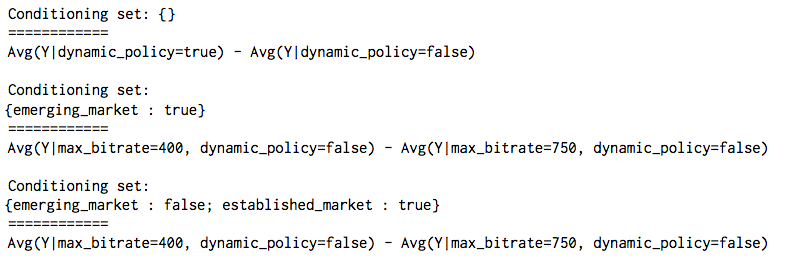 Conditioning set: {}
============
Avg(Y|dynamic_policy=true) - Avg(Y|dynamic_policy=false)
Conditioning set:
{emerging_market : true}
============
Avg(Y|max_bitrate=400, dynamic_policy=false) - Avg(Y|max_bitrate=750, dynamic_policy=false)
Conditioning set:
{emerging_market : false; established_market : true}
============
Avg(Y|max_bitrate=400, dynamic_policy=false) - Avg(Y|max_bitrate=750, dynamic_policy=false)